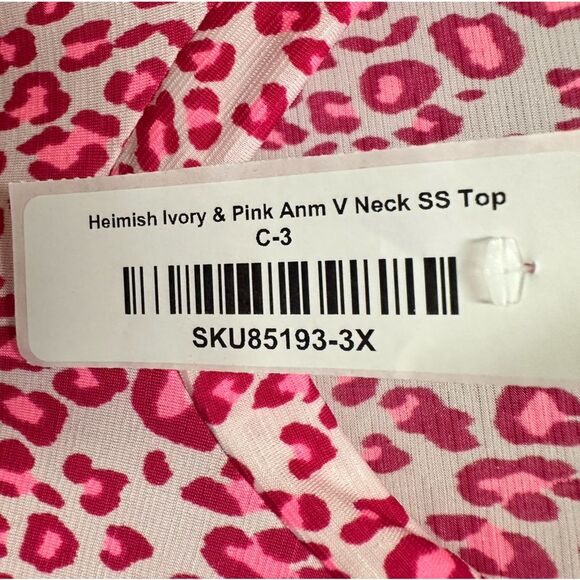 Heimish Ivory & Pink Anm V Neck SS Top
C-3
SKU85193-3X